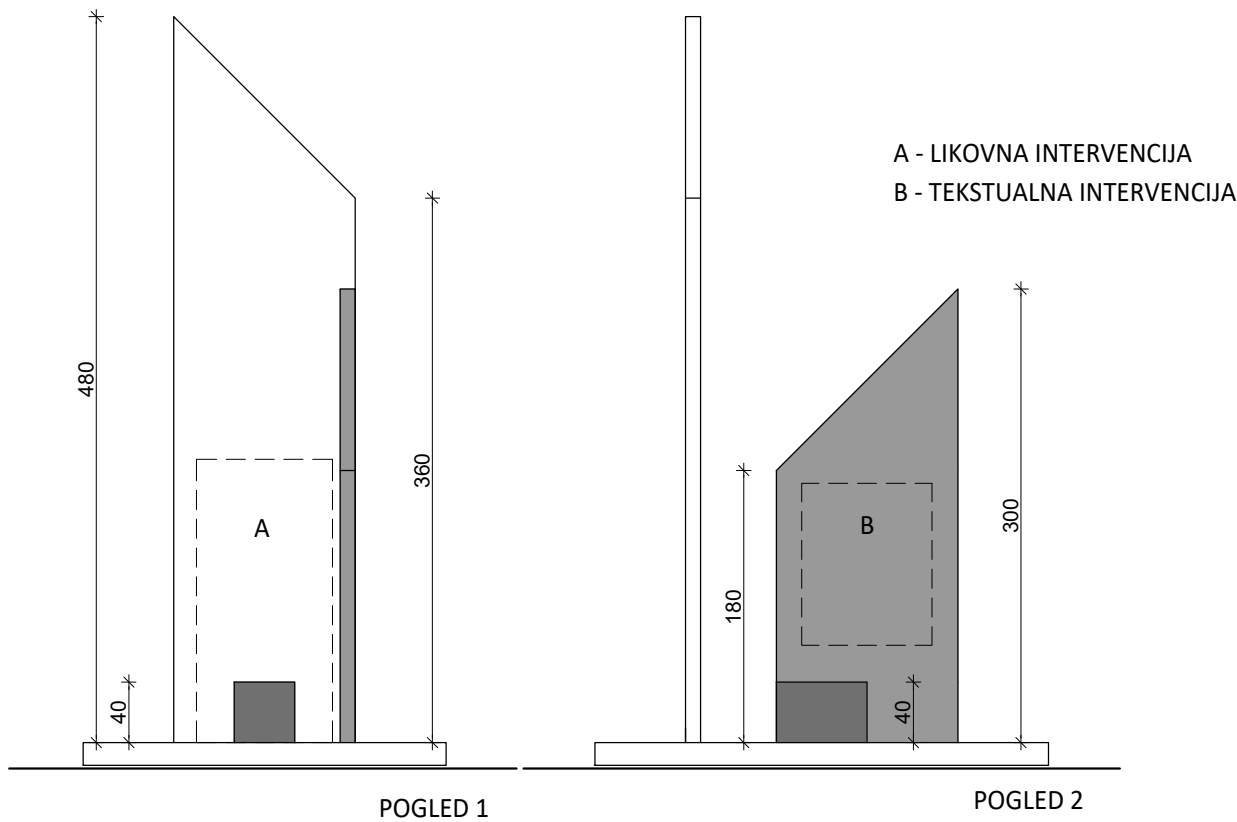 A - LIKOVNA INTERVENCIJA
B - TEKSTUALNA INTERVENCIJA
480
360
A
40
B
300
180
40
POGLED 1
POGLED 2